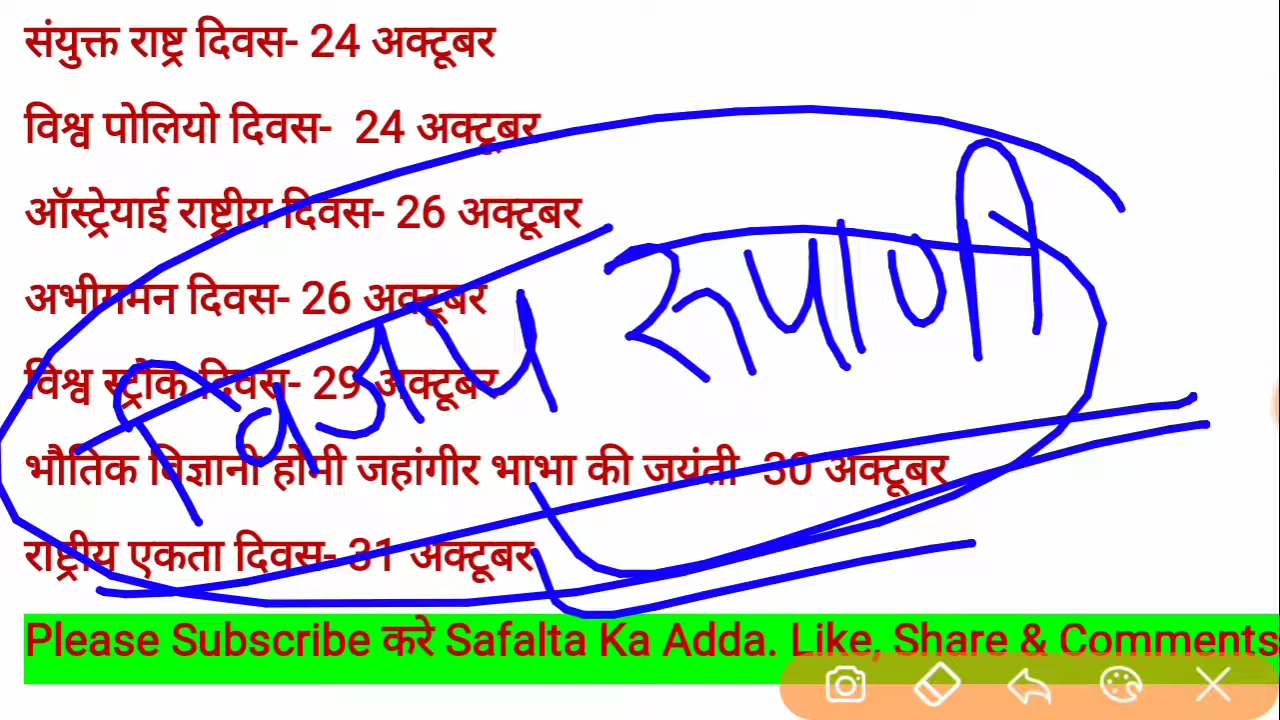 संयुक्त राष्ट्र दिवस- 24 अक्टूबर
विश्व पोलियो दिवस- 24 अक्टूबर
ऑस्ट्रेयाई राष्ट्रीय दिवस- 26 अक्टूबर
अभीगमन दिवस- 26 अक्टूबर
विश्व स्ट्रोक दिवस- 29 अक्टूबर
विजय रुपाणी
भौतिक विज्ञानी होमी जहांगीर भाभा की जयंती 30 अक्टूबर
राष्ट्रीय एकता दिवस- 31 अक्टूबर
Please Subscribe करे Safalta Ka Adda. Like, Share & Comments